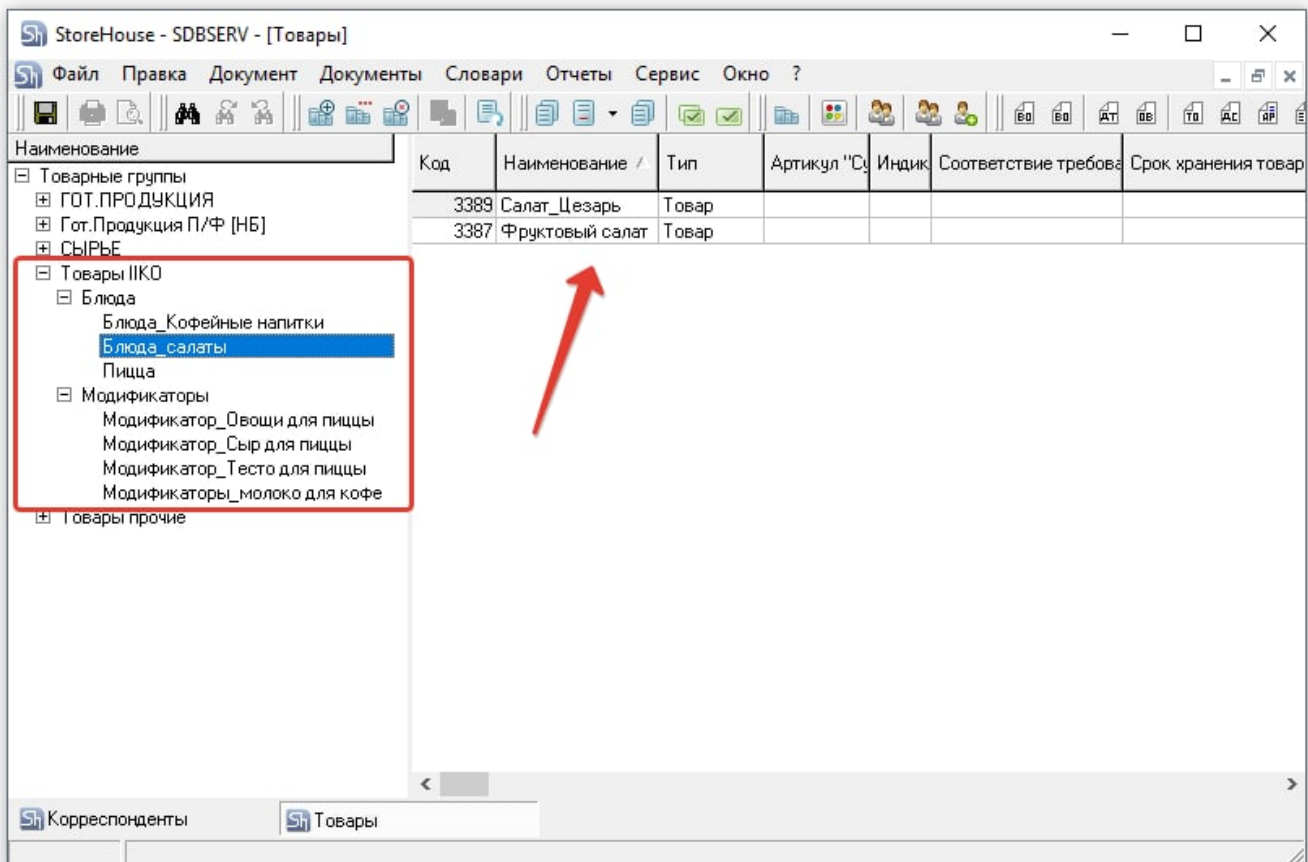 StoreHouse - SDBSERV - [Товары]
Файл Правка Документ Документы Словари Отчеты Сервис Окно ?
Наименование
Товарные группы
ГОТ.ПРОДУКЦИЯ
Гот.Продукция П/Ф [НБ]
СЫРЬЕ
Товары IIKO
Блюда
Блюда_Кофейные напитки
Блюда_салаты
Пицца
Модификаторы
Модификатор_Овощи для пиццы
Модификатор_Сыр для пиццы
Модификатор_Тесто для пиццы
Модификаторы_молоко для кофе
Товары прочие
Код Наименование Тип Артикул "Су Индик Соответствие требова Срок хранения товар
3389 Салат_Цезарь Товар
3387 Фруктовый салат Товар
Корреспонденты Товары